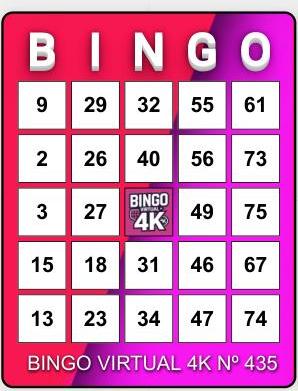 B I N G O
9 29 32 55 61
2 26 40 56 73
3 27 BINGO VIRTUAL 4K 49 75
15 18 31 46 67
13 23 34 47 74
BINGO VIRTUAL 4K Nº 435